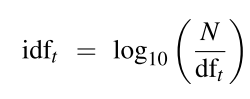 idf_t = log_10 (N / df_t)